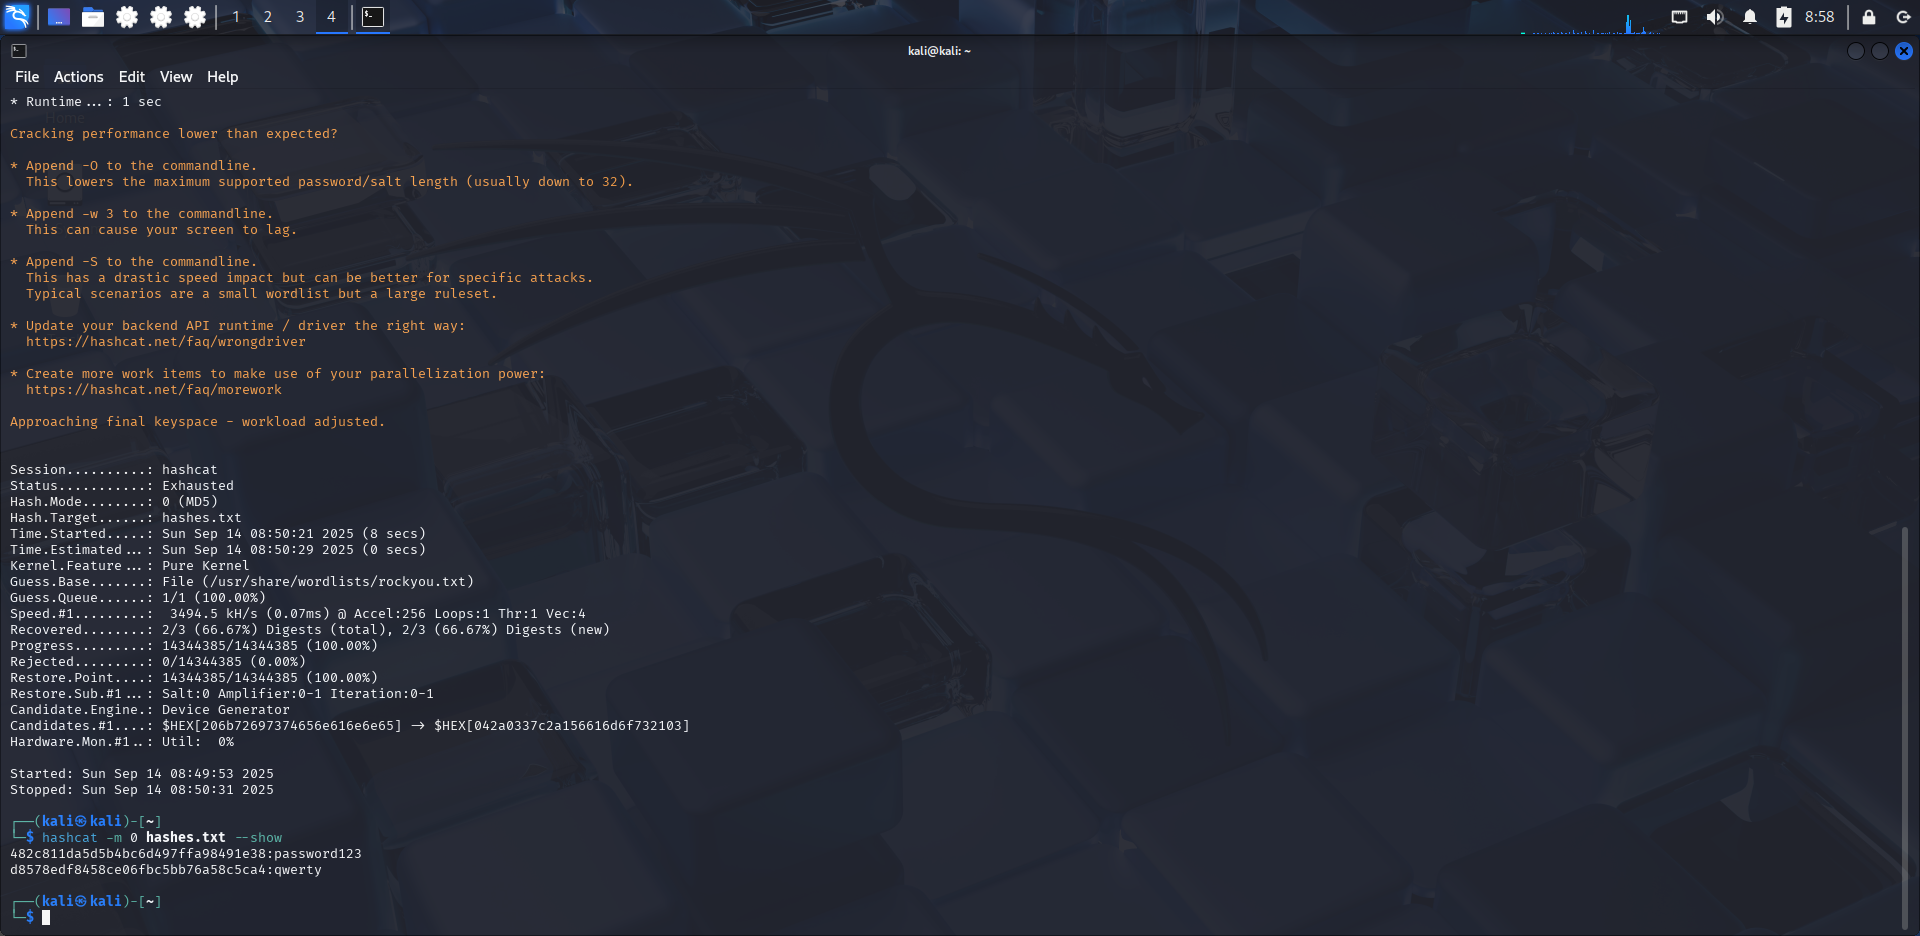 1 2 3 4
8:58
kali@kali: ~
File Actions Edit View Help
* Runtime...: 1 sec
Home
Cracking performance lower than expected?
* Append -O to the commandline.
This lowers the maximum supported password/salt length (usually down to 32).
* Append -w 3 to the commandline.
This can cause your screen to lag.
* Append -S to the commandline.
This has a drastic speed impact but can be better for specific attacks.
Typical scenarios are a small wordlist but a large ruleset.
* Update your backend API runtime / driver the right way:
https://hashcat.net/faq/wrongdriver
* Create more work items to make use of your parallelization power:
https://hashcat.net/faq/morework
Approaching final keyspace - workload adjusted.
Session..........: hashcat
Status...........: Exhausted
Hash.Mode........: 0 (MD5)
Hash.Target......: hashes.txt
Time.Started.....: Sun Sep 14 08:50:21 2025 (8 secs)
Time.Estimated...: Sun Sep 14 08:50:29 2025 (0 secs)
Kernel.Feature...: Pure Kernel
Guess.Base.......: File (/usr/share/wordlists/rockyou.txt)
Guess.Queue......: 1/1 (100.00%)
Speed.#1.........:  3494.5 kH/s (0.07ms) @ Accel:256 Loops:1 Thr:1 Vec:4
Recovered........: 2/3 (66.67%) Digests (total), 2/3 (66.67%) Digests (new)
Progress.........: 14344385/14344385 (100.00%)
Rejected.........: 0/14344385 (0.00%)
Restore.Point....: 14344385/14344385 (100.00%)
Restore.Sub.#1...: Salt:0 Amplifier:0-1 Iteration:0-1
Candidate.Engine.: Device Generator
Candidates.#1....: $HEX[206b72697374656e616e6e65] -> $HEX[042a0337c2a156616d6f732103]
Hardware.Mon.#1..: Util:  0%
Started: Sun Sep 14 08:49:53 2025
Stopped: Sun Sep 14 08:50:31 2025
┌──(kali㉿kali)-[~]
└─$ hashcat -m 0 hashes.txt --show
482c811da5d5b4bc6d497ffa98491e38:password123
d8578edf8458ce06fbc5bb76a58c5ca4:qwerty
┌──(kali㉿kali)-[~]
└─$